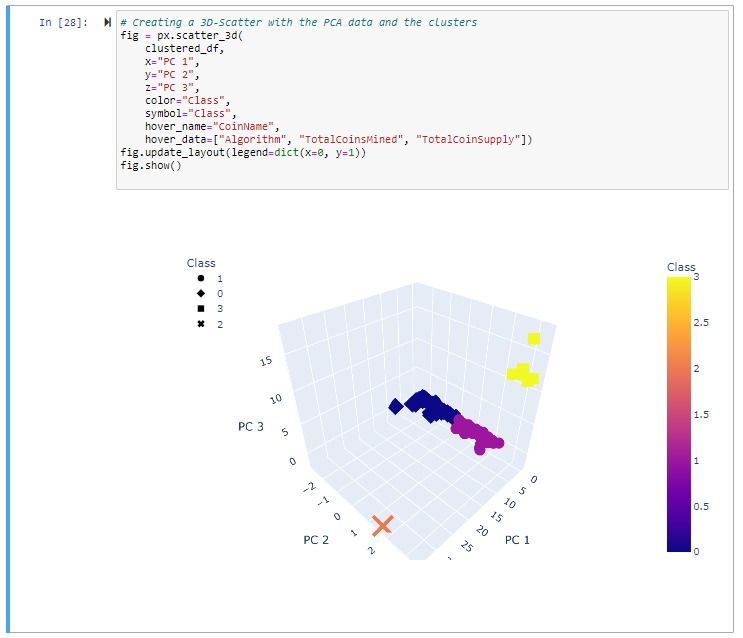 In [28]:
# Creating a 3D-Scatter with the PCA data and the clusters
fig = px.scatter_3d(
    clustered_df,
    x="PC 1",
    y="PC 2",
    z="PC 3",
    color="Class",
    symbol="Class",
    hover_name="CoinName",
    hover_data=["Algorithm", "TotalCoinsMined", "TotalCoinSupply"])
fig.update_layout(legend=dict(x=0, y=1))
fig.show()
Class
1
0
3
2
Class
3
2.5
2
1.5
1
0.5
0
15
10
5
0
PC 3
−2
−1
0
1
2
PC 2
0
5
10
15
20
25
PC 1